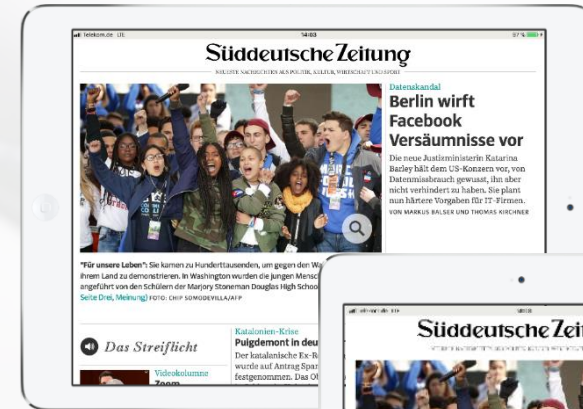 Telekom.de LTE 14:03 97 %
Süddeutsche Zeitung
NEUESTE NACHRICHTEN AUS POLITIK, KULTUR, WIRTSCHAFT UND SPORT
Datenskandal
Berlin wirft
Facebook
Versäumnisse vor
Die neue Justizministerin Katarina
Barley hält dem US-Konzern vor, von
Datenmissbrauch gewusst, ihn aber
nicht verhindert zu haben. Sie plant
nun härtere Vorgaben für IT-Firmen.
VON MARKUS BALSER UND THOMAS KIRCHNER
"Für unsere Leben": Sie kamen zu Hunderttausenden, um gegen den Wa
ihrem Land zu demonstrieren. In Washington wurden die jungen Mensc
angeführt von den Schülern der Marjory Stoneman Douglas High Schoo
Seite Drei, Meinung) FOTO: CHIP SOMODEVILLA/AFP
Das Streiflicht
Videokolumne
Zoom
Katalonien-Krise
Puigdemont in deu
Der katalanische Ex-R
wurde auf Antrag Span
festgenommen. Das O
Süddeutsche Zeit